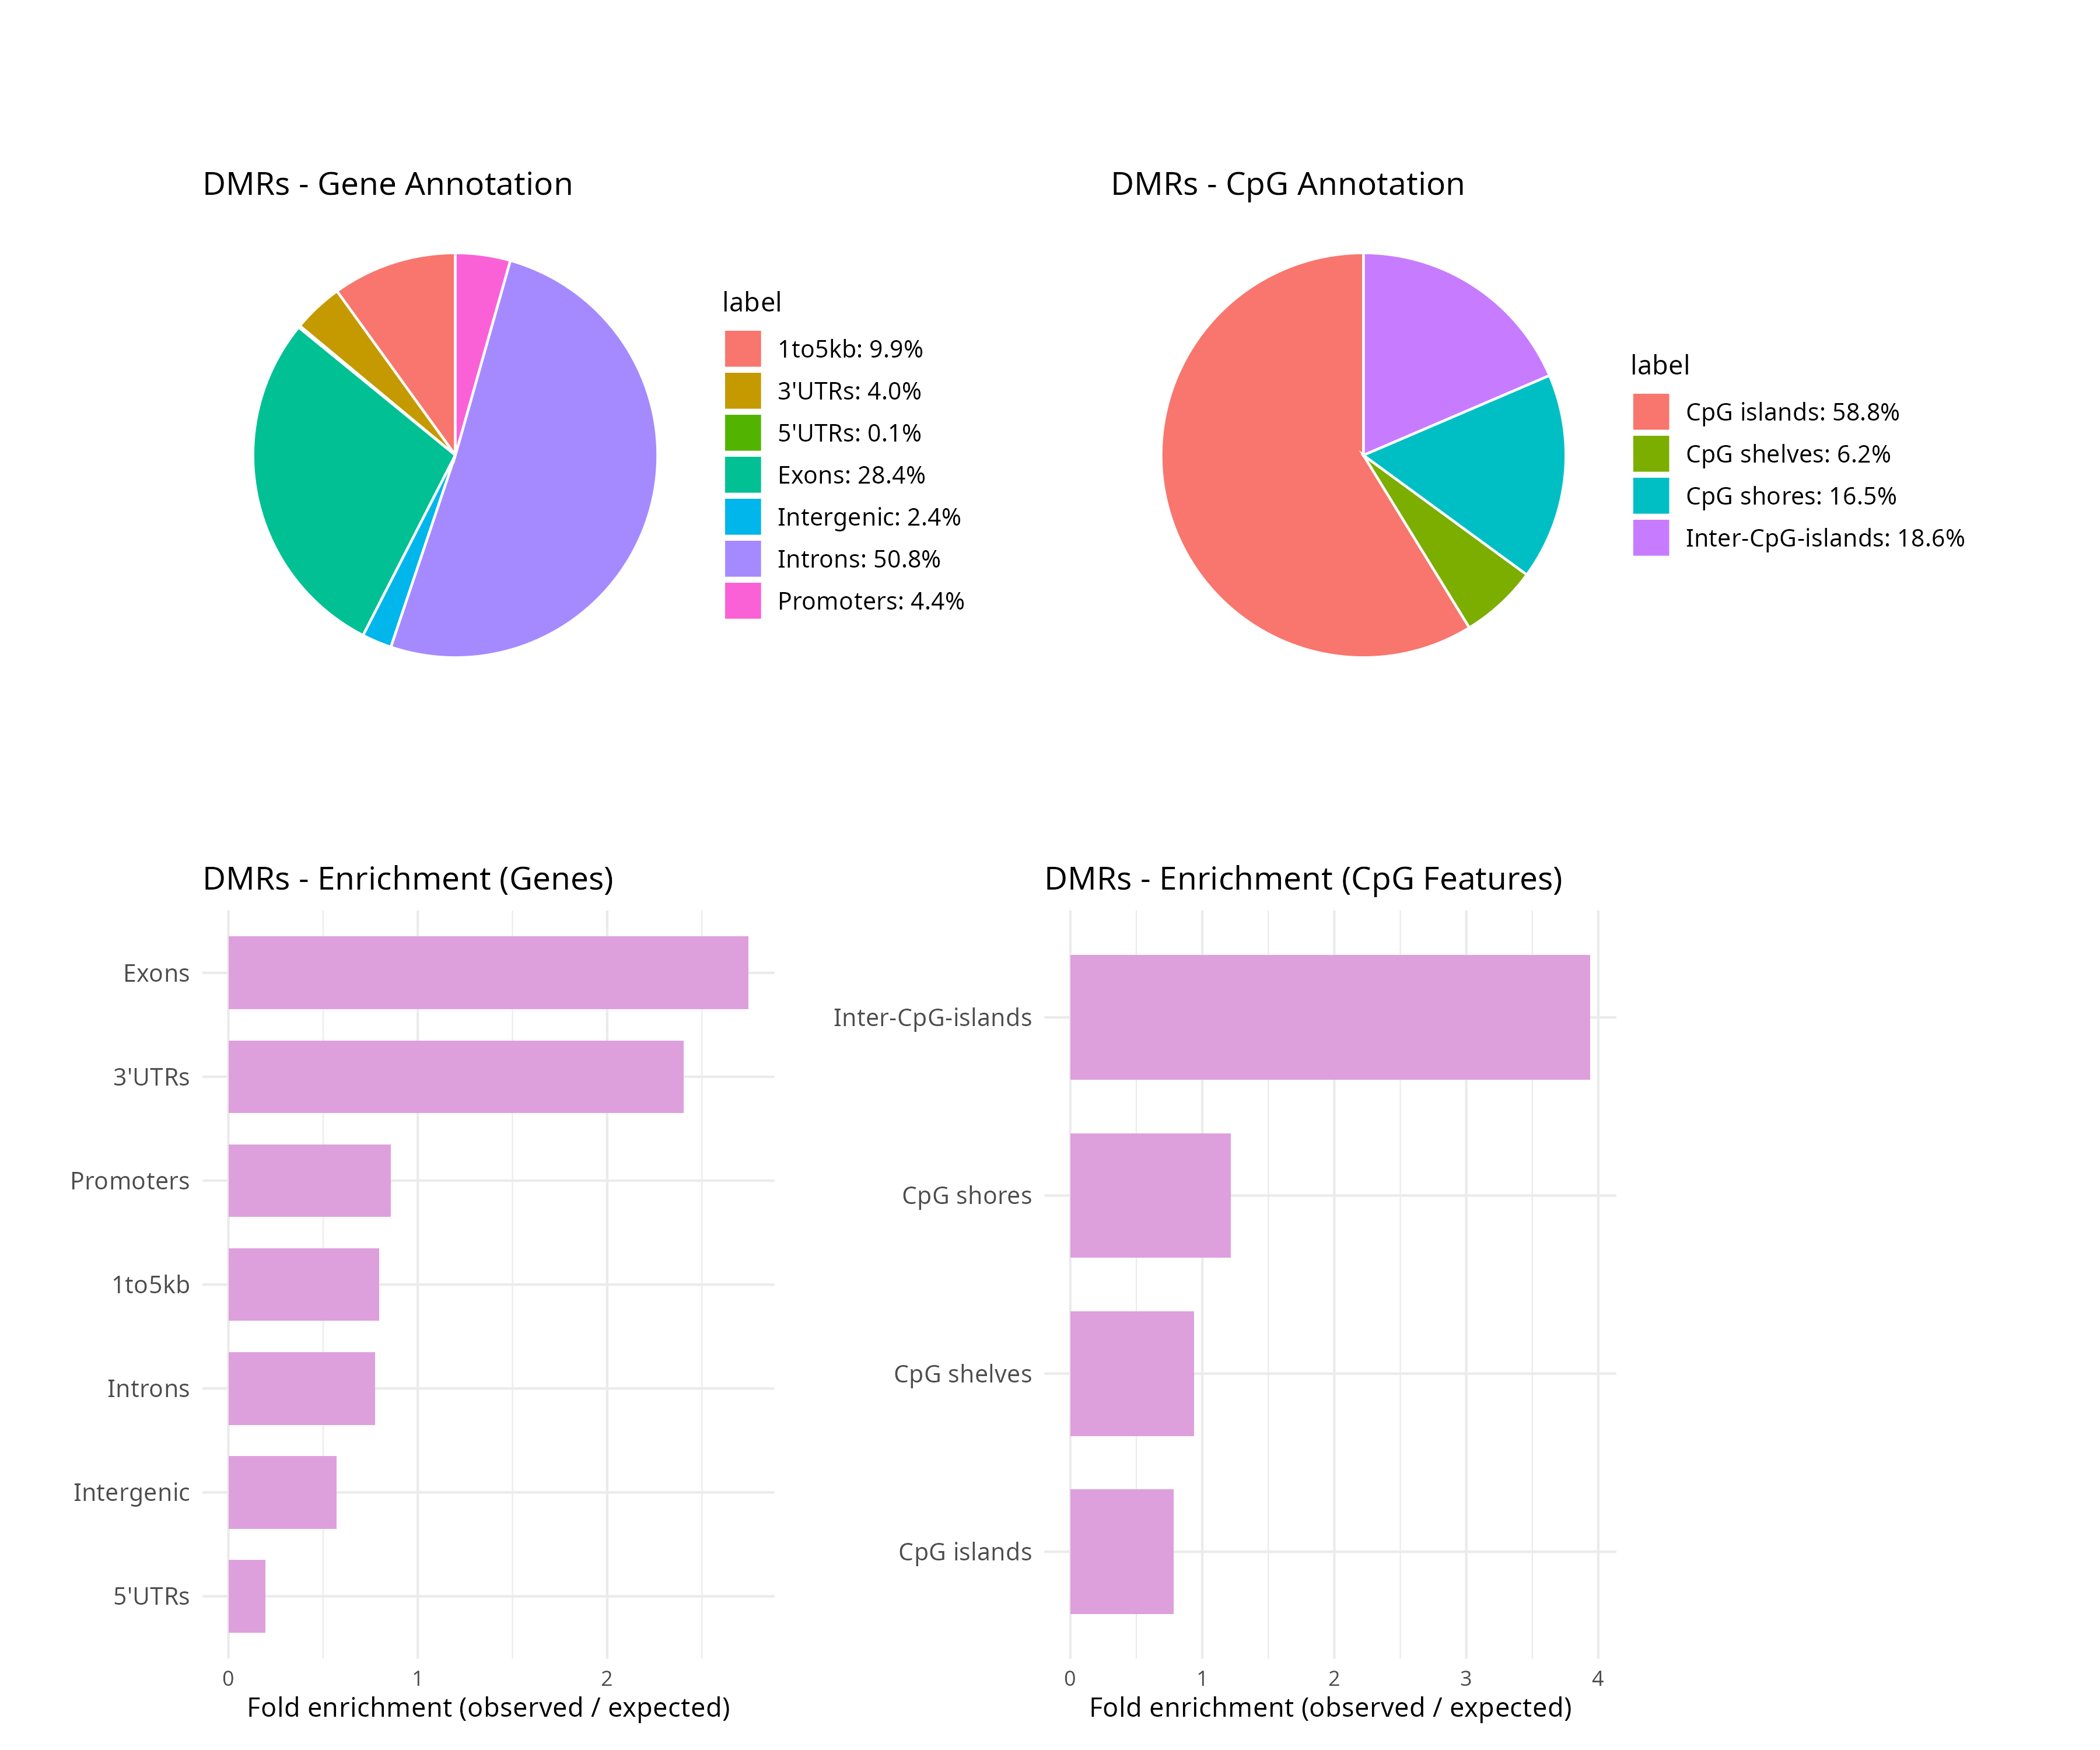 DMRs - Gene Annotation
label
1to5kb: 9.9%
3'UTRs: 4.0%
5'UTRs: 0.1%
Exons: 28.4%
Intergenic: 2.4%
Introns: 50.8%
Promoters: 4.4%
DMRs - CpG Annotation
label
CpG islands: 58.8%
CpG shelves: 6.2%
CpG shores: 16.5%
Inter-CpG-islands: 18.6%
DMRs - Enrichment (Genes)
Exons
3'UTRs
Promoters
1to5kb
Introns
Intergenic
5'UTRs
0 1 2
Fold enrichment (observed / expected)
DMRs - Enrichment (CpG Features)
Inter-CpG-islands
CpG shores
CpG shelves
CpG islands
0 1 2 3 4
Fold enrichment (observed / expected)